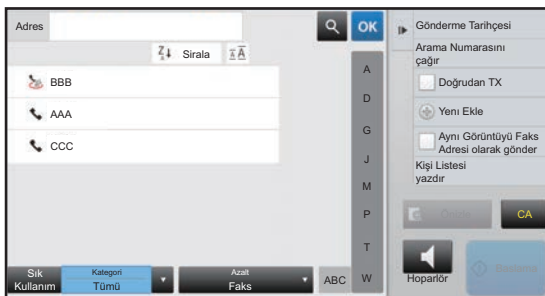 Adres
OK
Sırala
BBB
AAA
CCC
A
D
G
J
M
P
T
W
Sık
Kullanım
Kategori
Tümü
Azalt
Faks
ABC
Gönderme Tarihçesi
Arama Numarasını
çağır
Doğrudan TX
Yeni Ekle
Aynı Görüntüyü Faks
Adresi olarak gönder
Kişi Listesi
yazdır
CA
Hoparlör